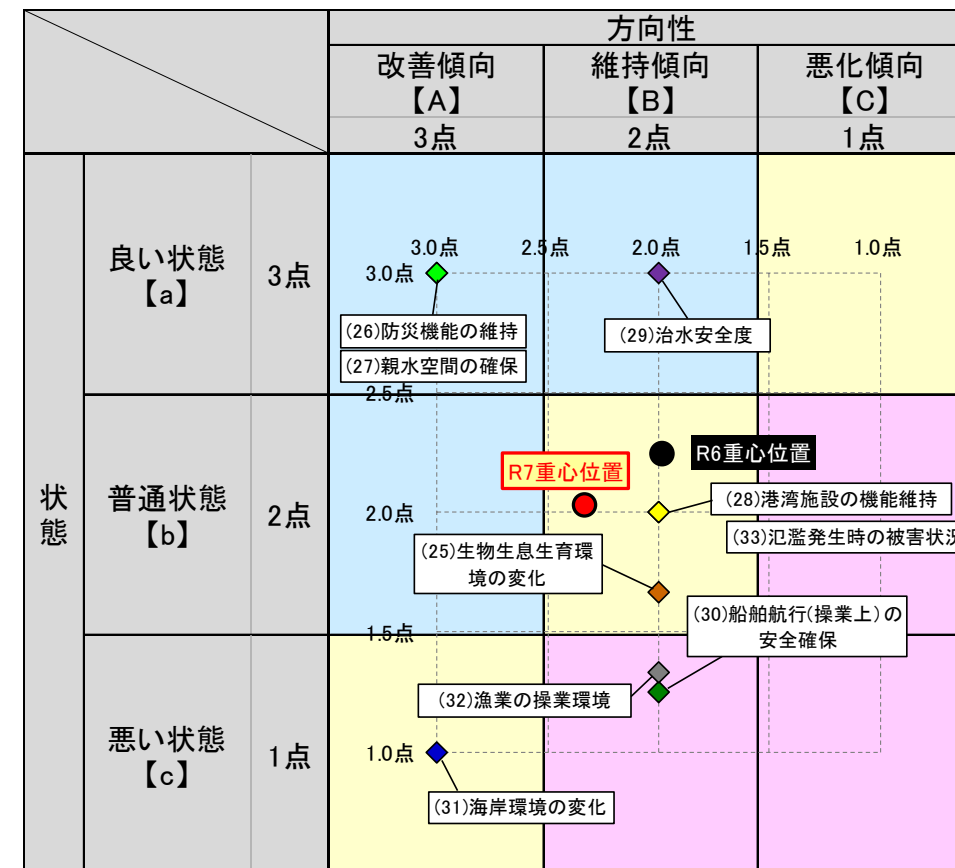 方向性
改善傾向
【A】
維持傾向
【B】
悪化傾向
【C】
3点
2点
1点
状態
良い状態
【a】
3点
3.0点
2.5点
2.0点
1.5点
1.0点
3.0点
(26)防災機能の維持
(27)親水空間の確保
(29)治水安全度
2.5点
普通状態
【b】
2点
R6重心位置
R7重心位置
2.0点
(28)港湾施設の機能維持
(33)氾濫発生時の被害状況
(25)生物生息生育環
境の変化
1.5点
(30)船舶航行(操業上)の
安全確保
(32)漁業の操業環境
悪い状態
【c】
1点
1.0点
(31)海岸環境の変化